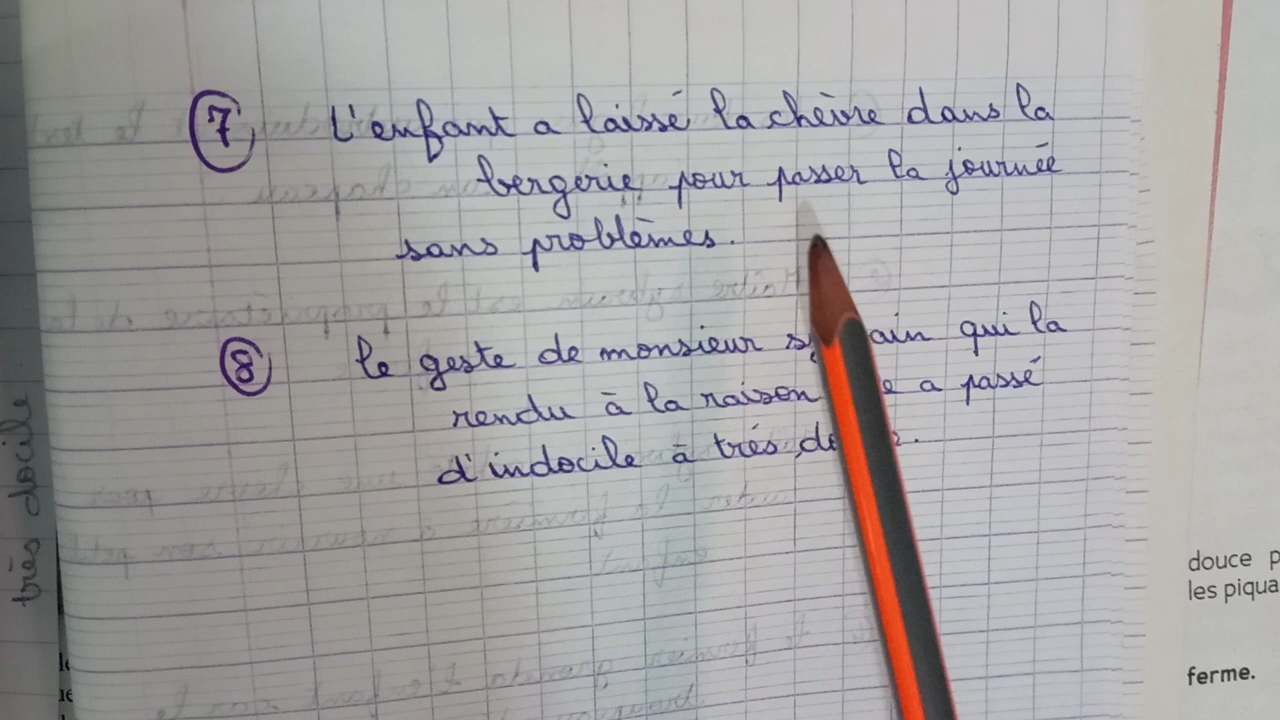 7 L'enfant a laissé la chèvre dans la
bergerie pour passer la journée
sans problèmes.
8 le geste de monsieur qui la
rendu à la raison a passé
d'indocile à trés
très docile
douce p
les piqua
ferme.